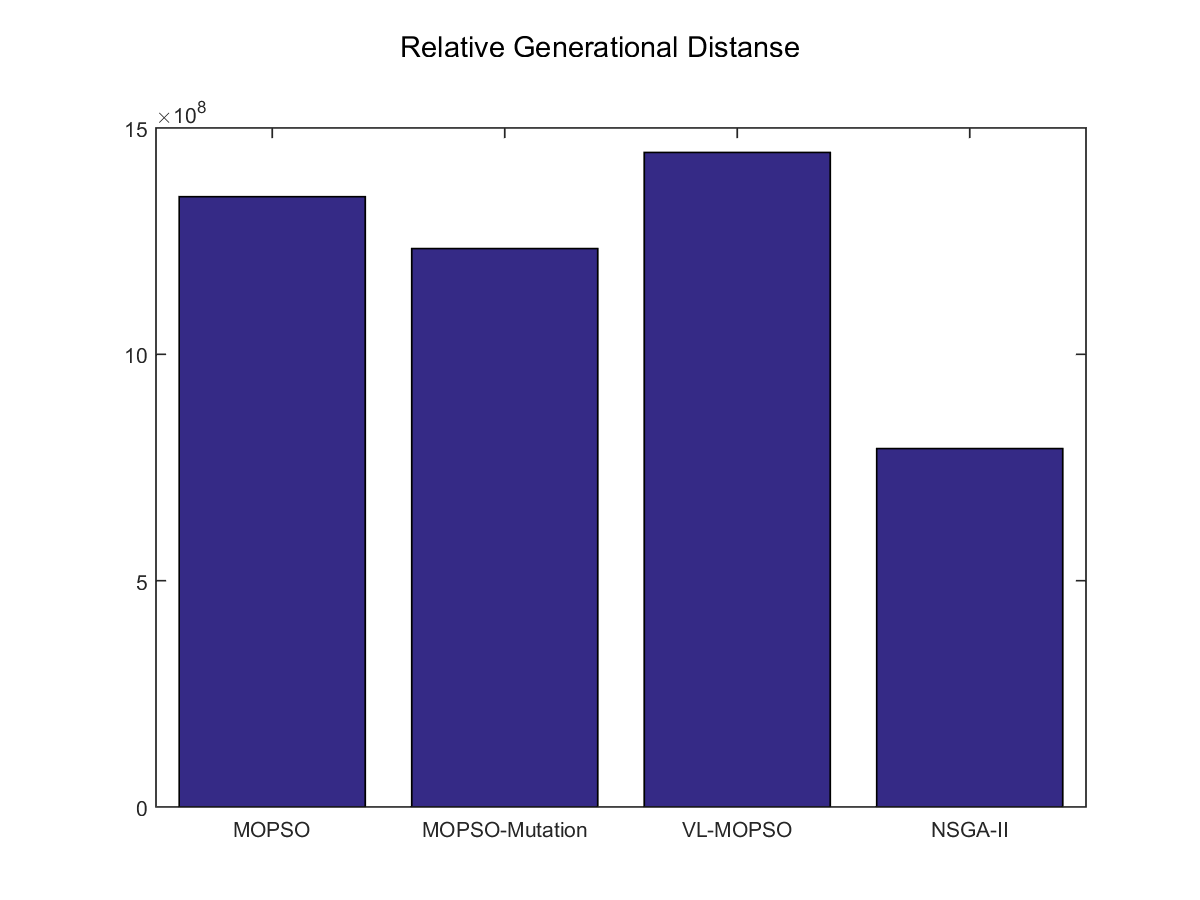 Relative Generational Distanse
×10⁸
15
10
5
0
MOPSO MOPSO-Mutation VL-MOPSO NSGA-II